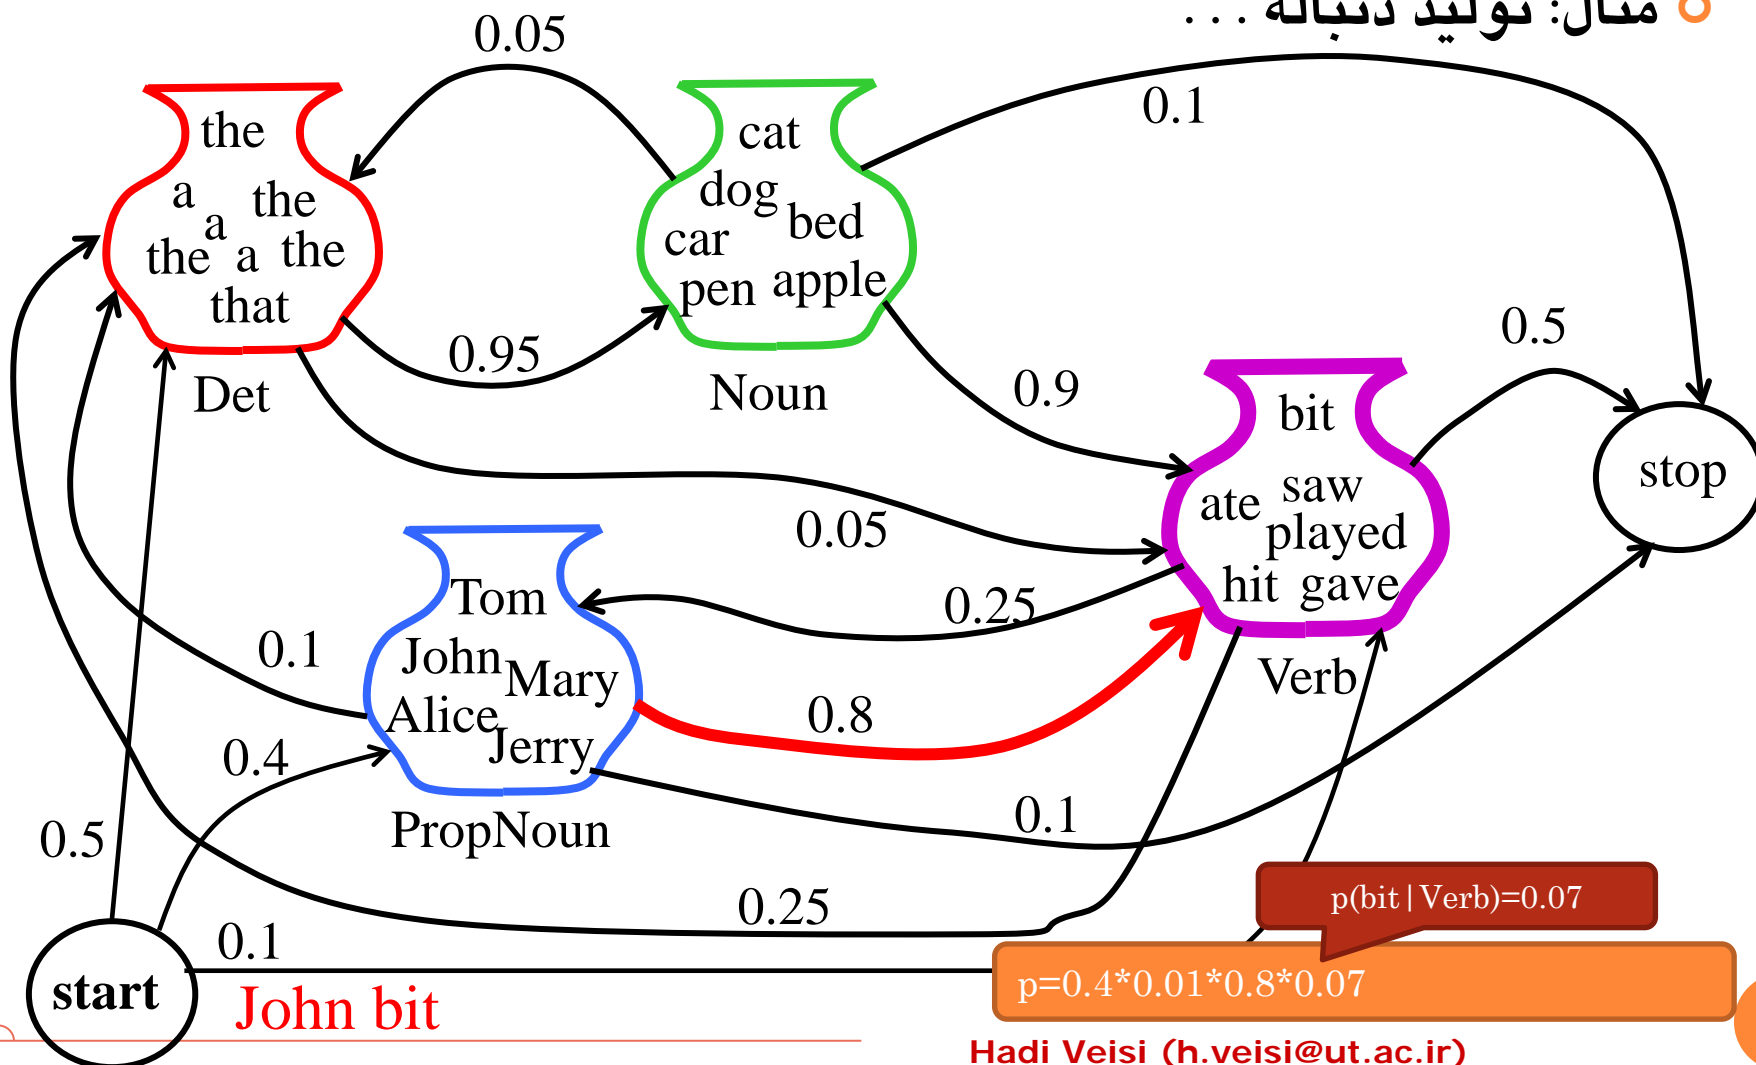 مثال: تولید دنباله ...
0.05
0.1
the
a
the
a
the
a
the
that
Det
0.95
cat
dog
bed
car
pen
apple
Noun
0.9
0.5
stop
bit
saw
ate
played
hit
gave
Verb
0.05
0.25
Tom
John
Mary
Alice
Jerry
PropNoun
0.1
0.8
0.4
0.1
0.5
0.25
0.1
start
John bit
p(bit|Verb)=0.07
p=0.4*0.01*0.8*0.07
Hadi Veisi (h.veisi@ut.ac.ir)